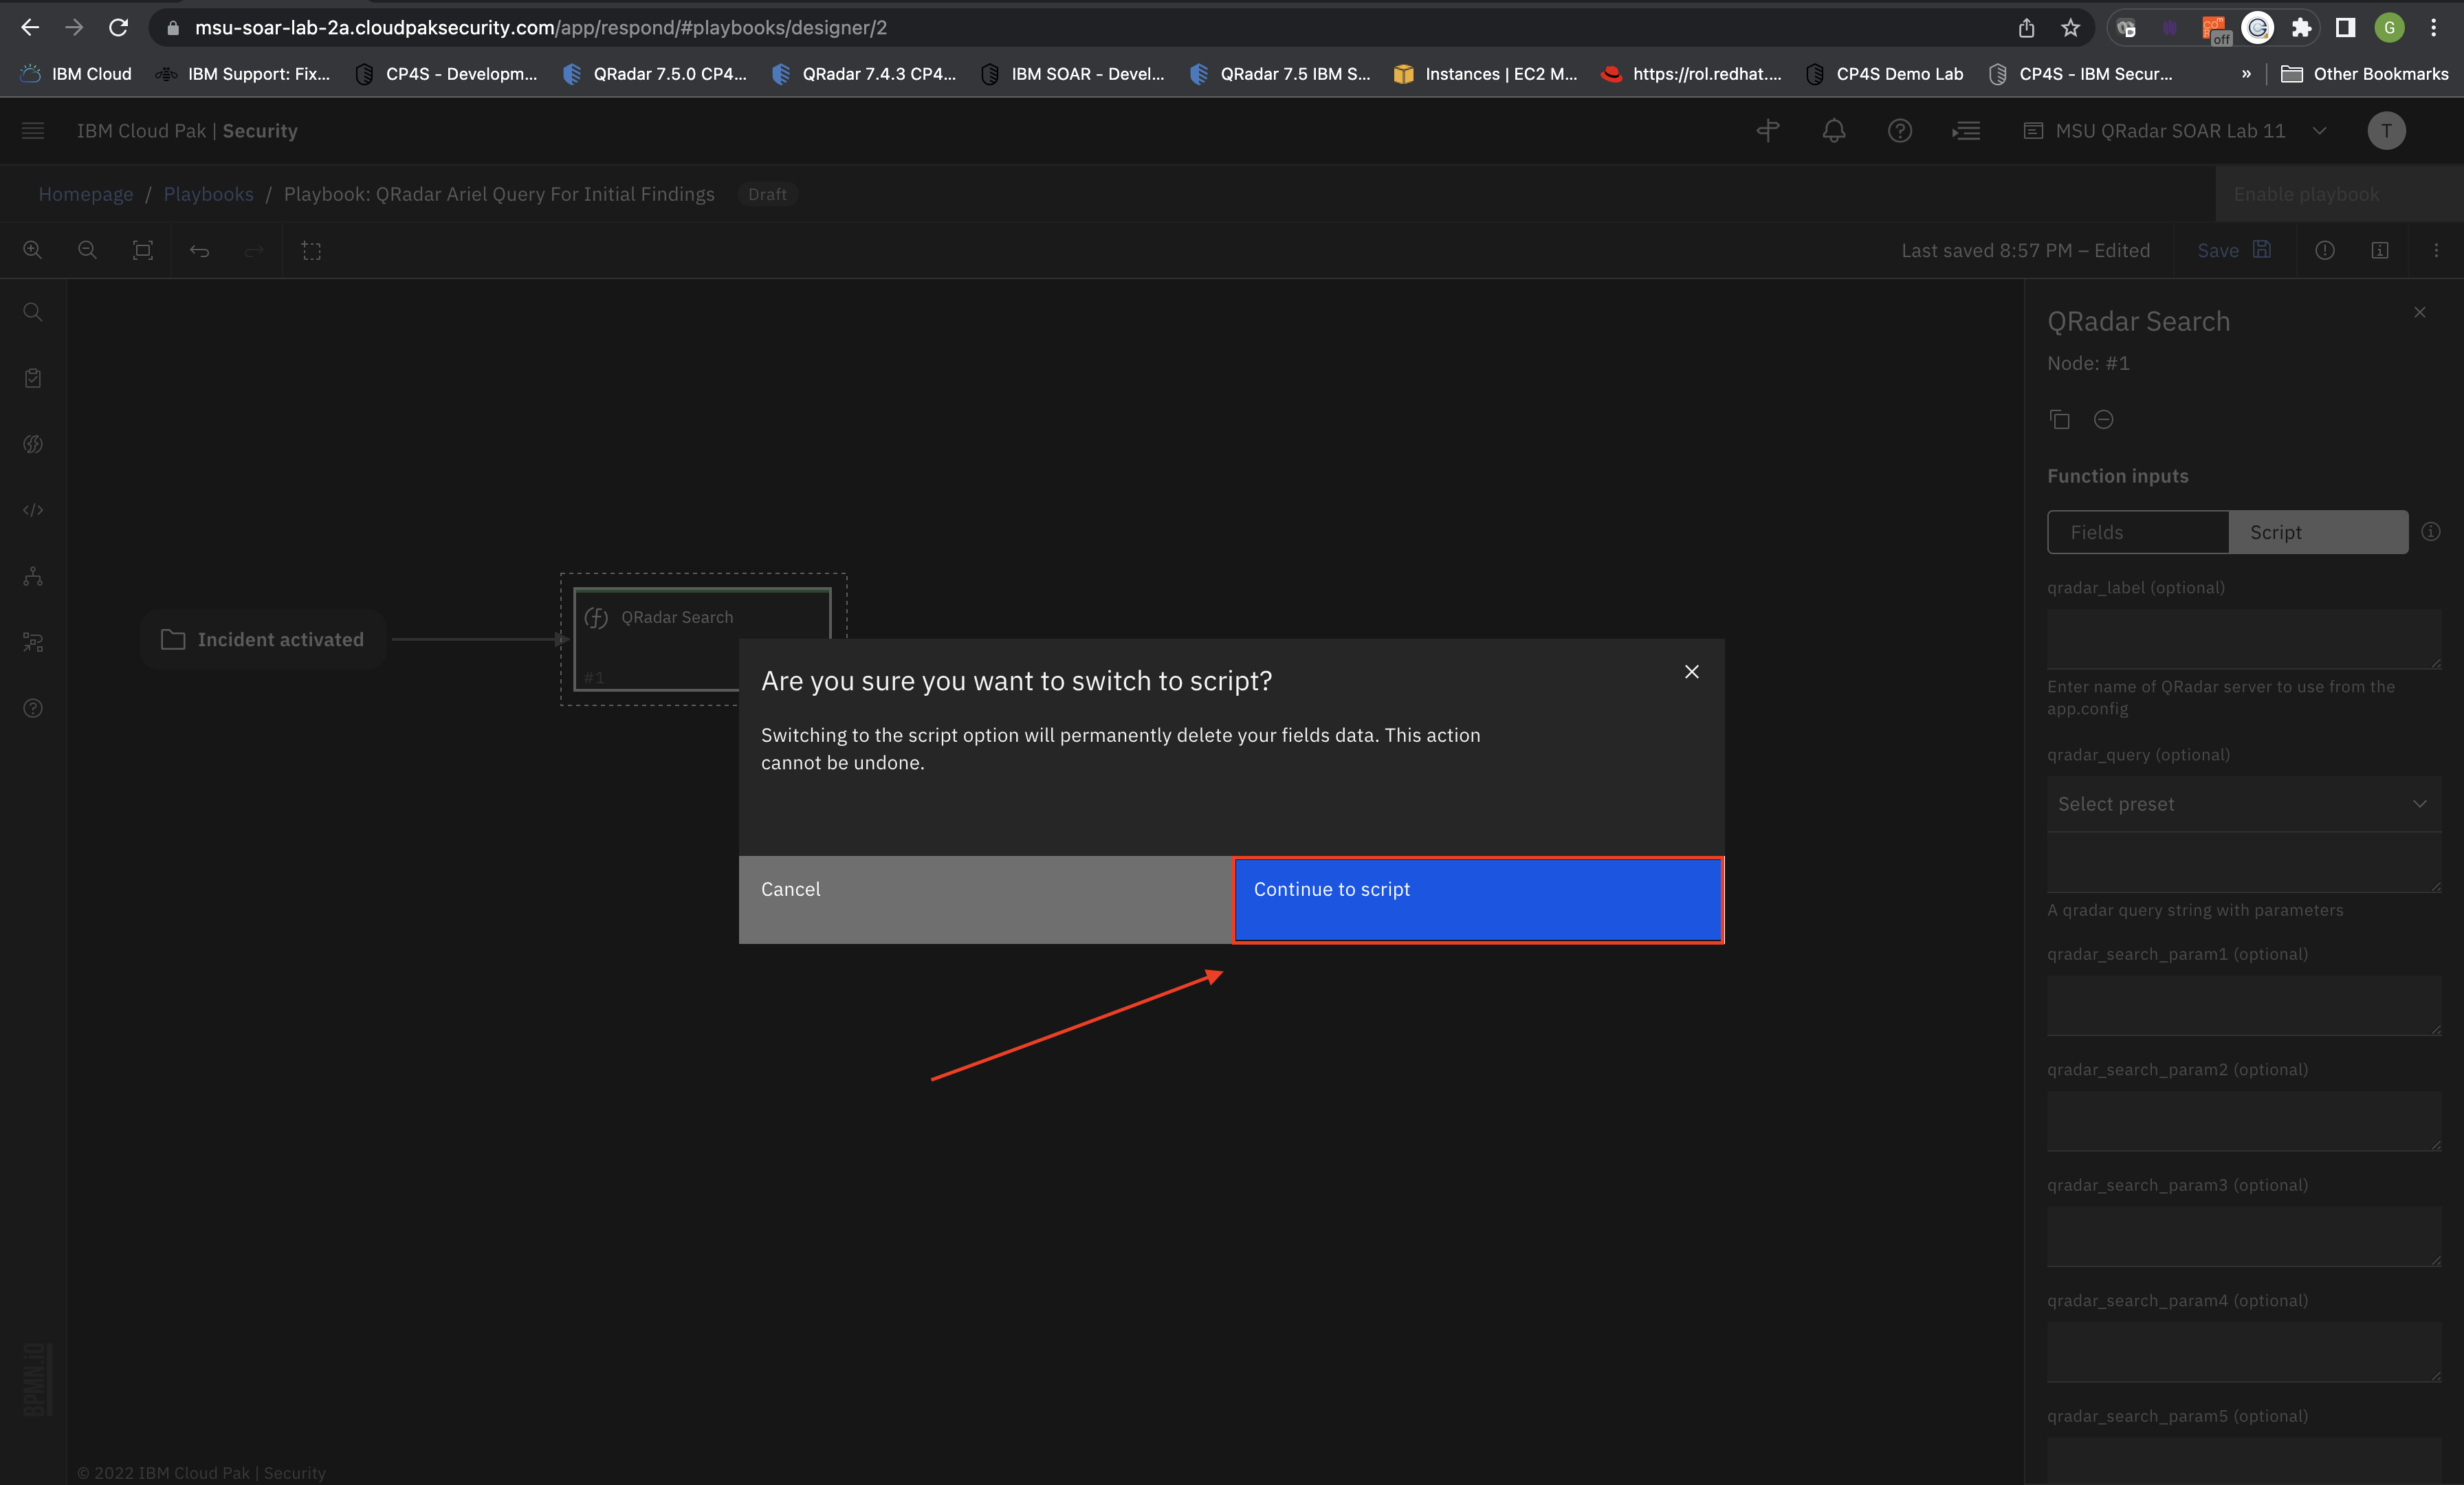 msu-soar-lab-2a.cloudpaksecurity.com/app/respond/#playbooks/designer/2
off
G
IBM Cloud
IBM Support: Fix...
CP4S - Developm...
QRadar 7.5.0 CP4...
QRadar 7.4.3 CP4...
IBM SOAR - Devel...
QRadar 7.5 IBM S...
Instances | EC2 M...
https://rol.redhat....
CP4S Demo Lab
CP4S - IBM Secur...
»
Other Bookmarks
IBM Cloud Pak | Security
MSU QRadar SOAR Lab 11
T
Homepage / Playbooks / Playbook: QRadar Ariel Query For Initial Findings
Draft
Enable playbook
Last saved 8:57 PM – Edited
Save
Incident activated
QRadar Search
#1
Are you sure you want to switch to script?
Switching to the script option will permanently delete your fields data. This action
cannot be undone.
Cancel
Continue to script
QRadar Search
Node: #1
Function inputs
Fields
Script
qradar_label (optional)
Enter name of QRadar server to use from the
app.config
qradar_query (optional)
Select preset
A qradar query string with parameters
qradar_search_param1 (optional)
qradar_search_param2 (optional)
qradar_search_param3 (optional)
qradar_search_param4 (optional)
qradar_search_param5 (optional)
BPMN.iO
© 2022 IBM Cloud Pak | Security